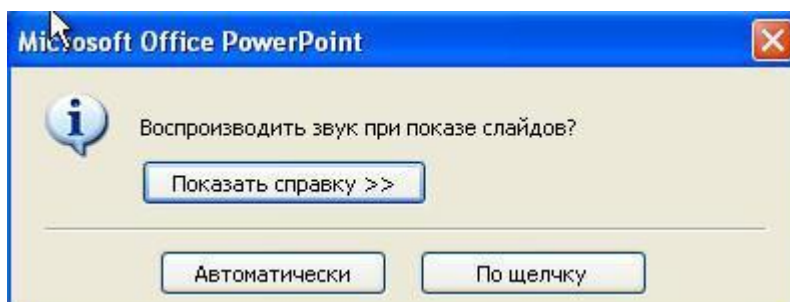 Microsoft Office PowerPoint
Воспроизводить звук при показе слайдов?
Показать справку >>
Автоматически По щелчку